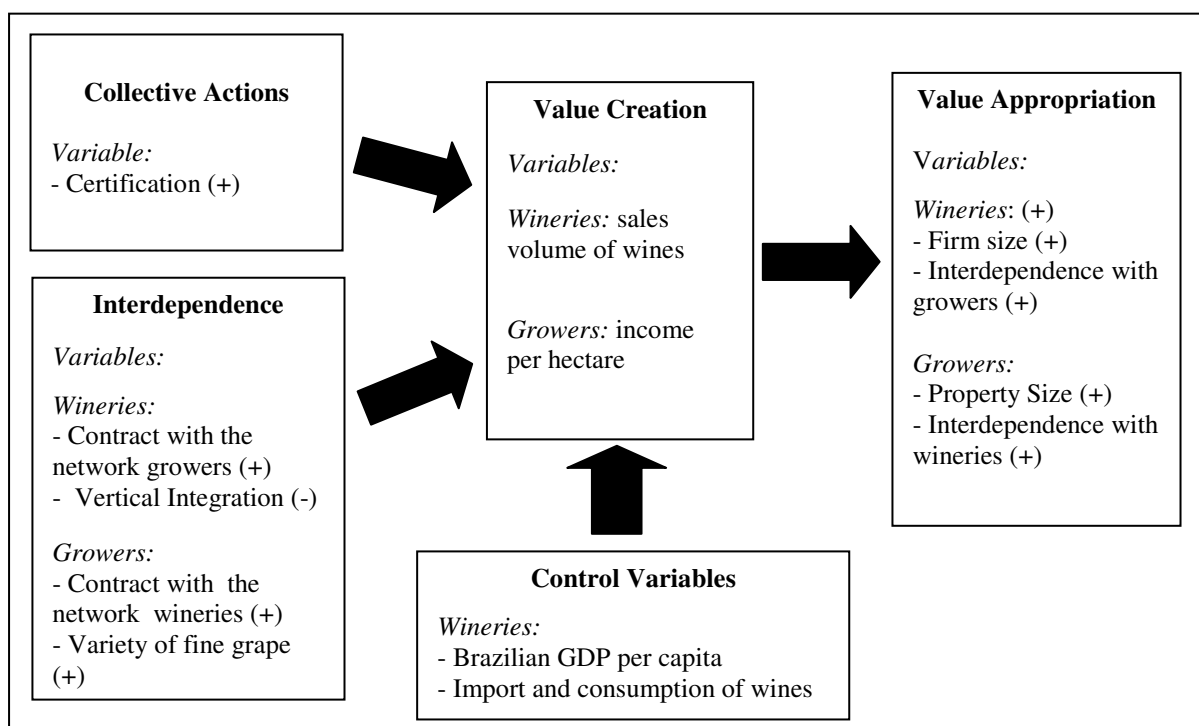 Collective Actions
Variable:
- Certification (+)
Interdependence
Variables:
Wineries:
- Contract with the
network growers (+)
- Vertical Integration (-)
Growers:
- Contract with the
network wineries (+)
- Variety of fine grape
(+)
Value Creation
Variables:
Wineries: sales
volume of wines
Growers: income
per hectare
Control Variables
Wineries:
- Brazilian GDP per capita
- Import and consumption of wines
Value Appropriation
Variables:
Wineries: (+)
- Firm size (+)
- Interdependence with
growers (+)
Growers:
- Property Size (+)
- Interdependence with
wineries (+)